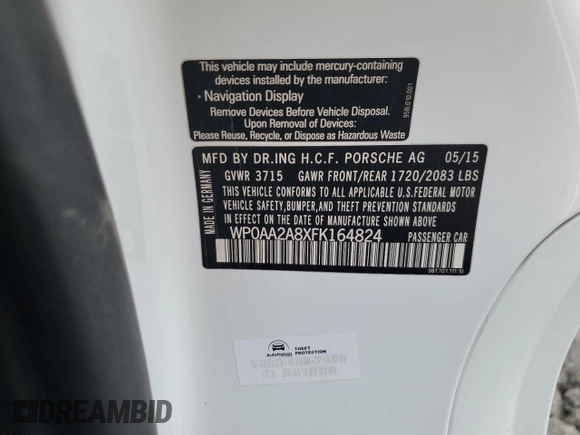 This vehicle may include mercury-containing
devices installed by the manufacturer:
• Navigation Display
Remove Devices Before Vehicle Disposal.
Upon Removal of Devices:
Please Reuse, Recycle, or Dispose as Hazardous Waste
958.010.001
MADE IN GERMANY
MFD BY DR.ING H.C.F. PORSCHE AG 05/15
GVWR 3715 GAWR FRONT/REAR 1720/2083 LBS
THIS VEHICLE CONFORMS TO ALL APPLICABLE U.S.FEDERAL MOTOR
VEHICLE SAFETY,BUMPER,AND THEFT PREVENTION STANDARDS
IN EFFECT ON THE DATE OF MANUFACTURE SHOWN ABOVE.
WP0AA2A8XFK164824 PASSENGER CAR
AutoNation
THEFT
PROTECTION
DREAMBID